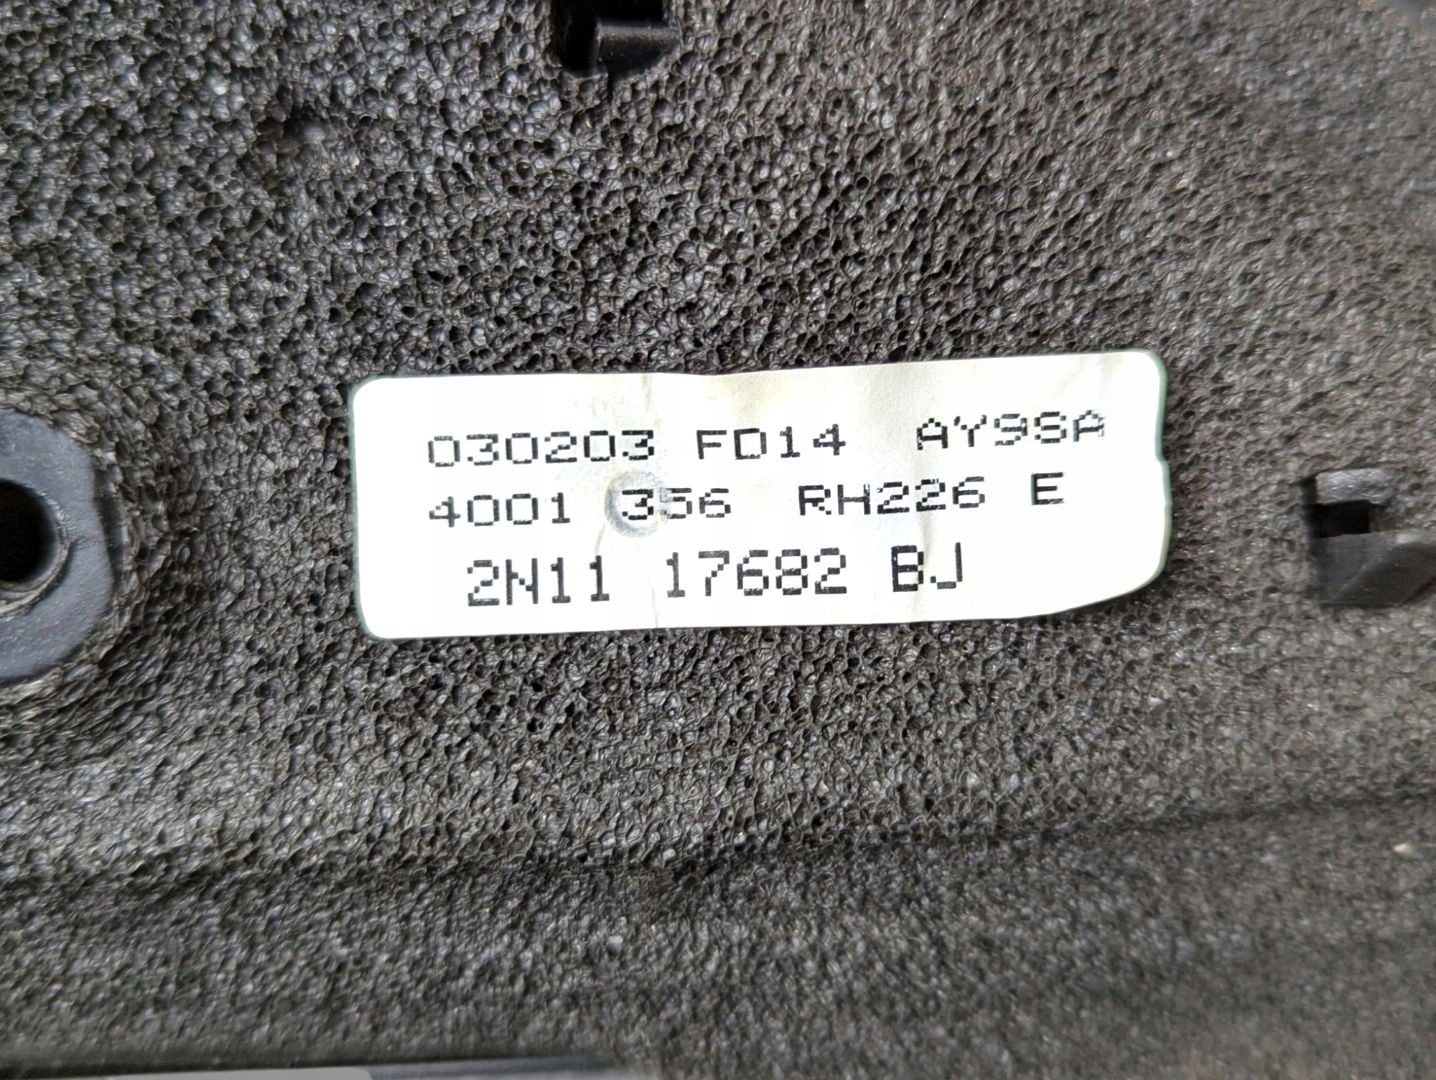 030203 FD14 AY9SA
4001 356 RH226 E
2N11 17682 BJ